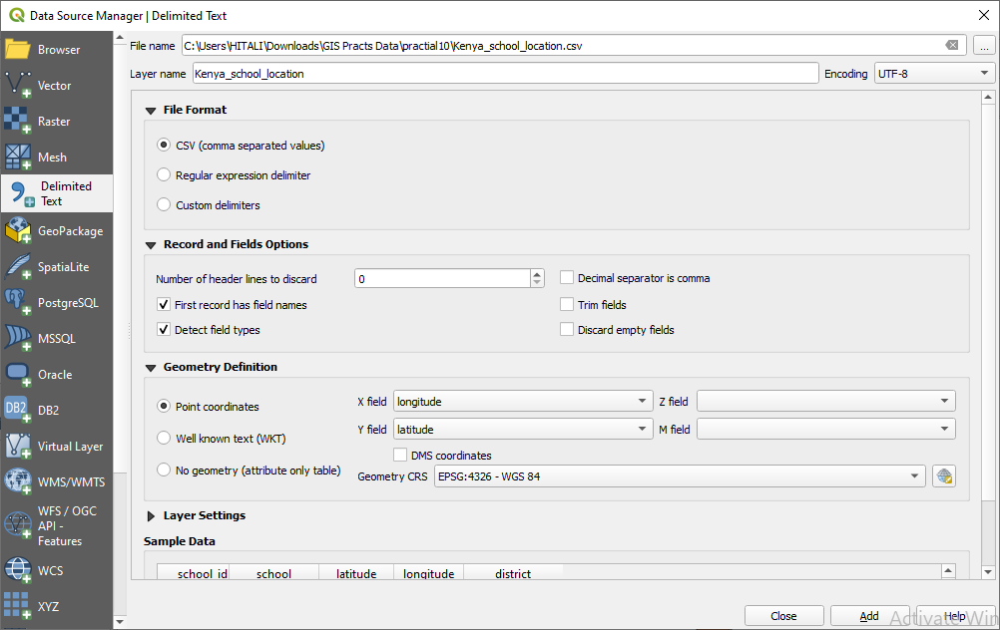 Data Source Manager | Delimited Text
Browser
Vector
Raster
Mesh
Delimited
Text
GeoPackage
SpatiaLite
PostgreSQL
MSSQL
Oracle
DB2
DB2
Virtual Layer
WMS/WMTS
WFS / OGC
API -
Features
WCS
XYZ
File name C:\Users\HITALI\Downloads\GIS Practs Data\practial10\Kenya_school_location.csv ...
Layer name Kenya_school_location Encoding UTF-8
File Format
CSV (comma separated values)
Regular expression delimiter
Custom delimiters
Record and Fields Options
Number of header lines to discard 0 Decimal separator is comma
First record has field names Trim fields
Detect field types Discard empty fields
Geometry Definition
Point coordinates X field longitude Z field
Y field latitude M field
Well known text (WKT)
DMS coordinates
No geometry (attribute only table)
Geometry CRS EPSG:4326 - WGS 84
Layer Settings
Sample Data
school_id school latitude longitude district
Close Add Help
Activate Win